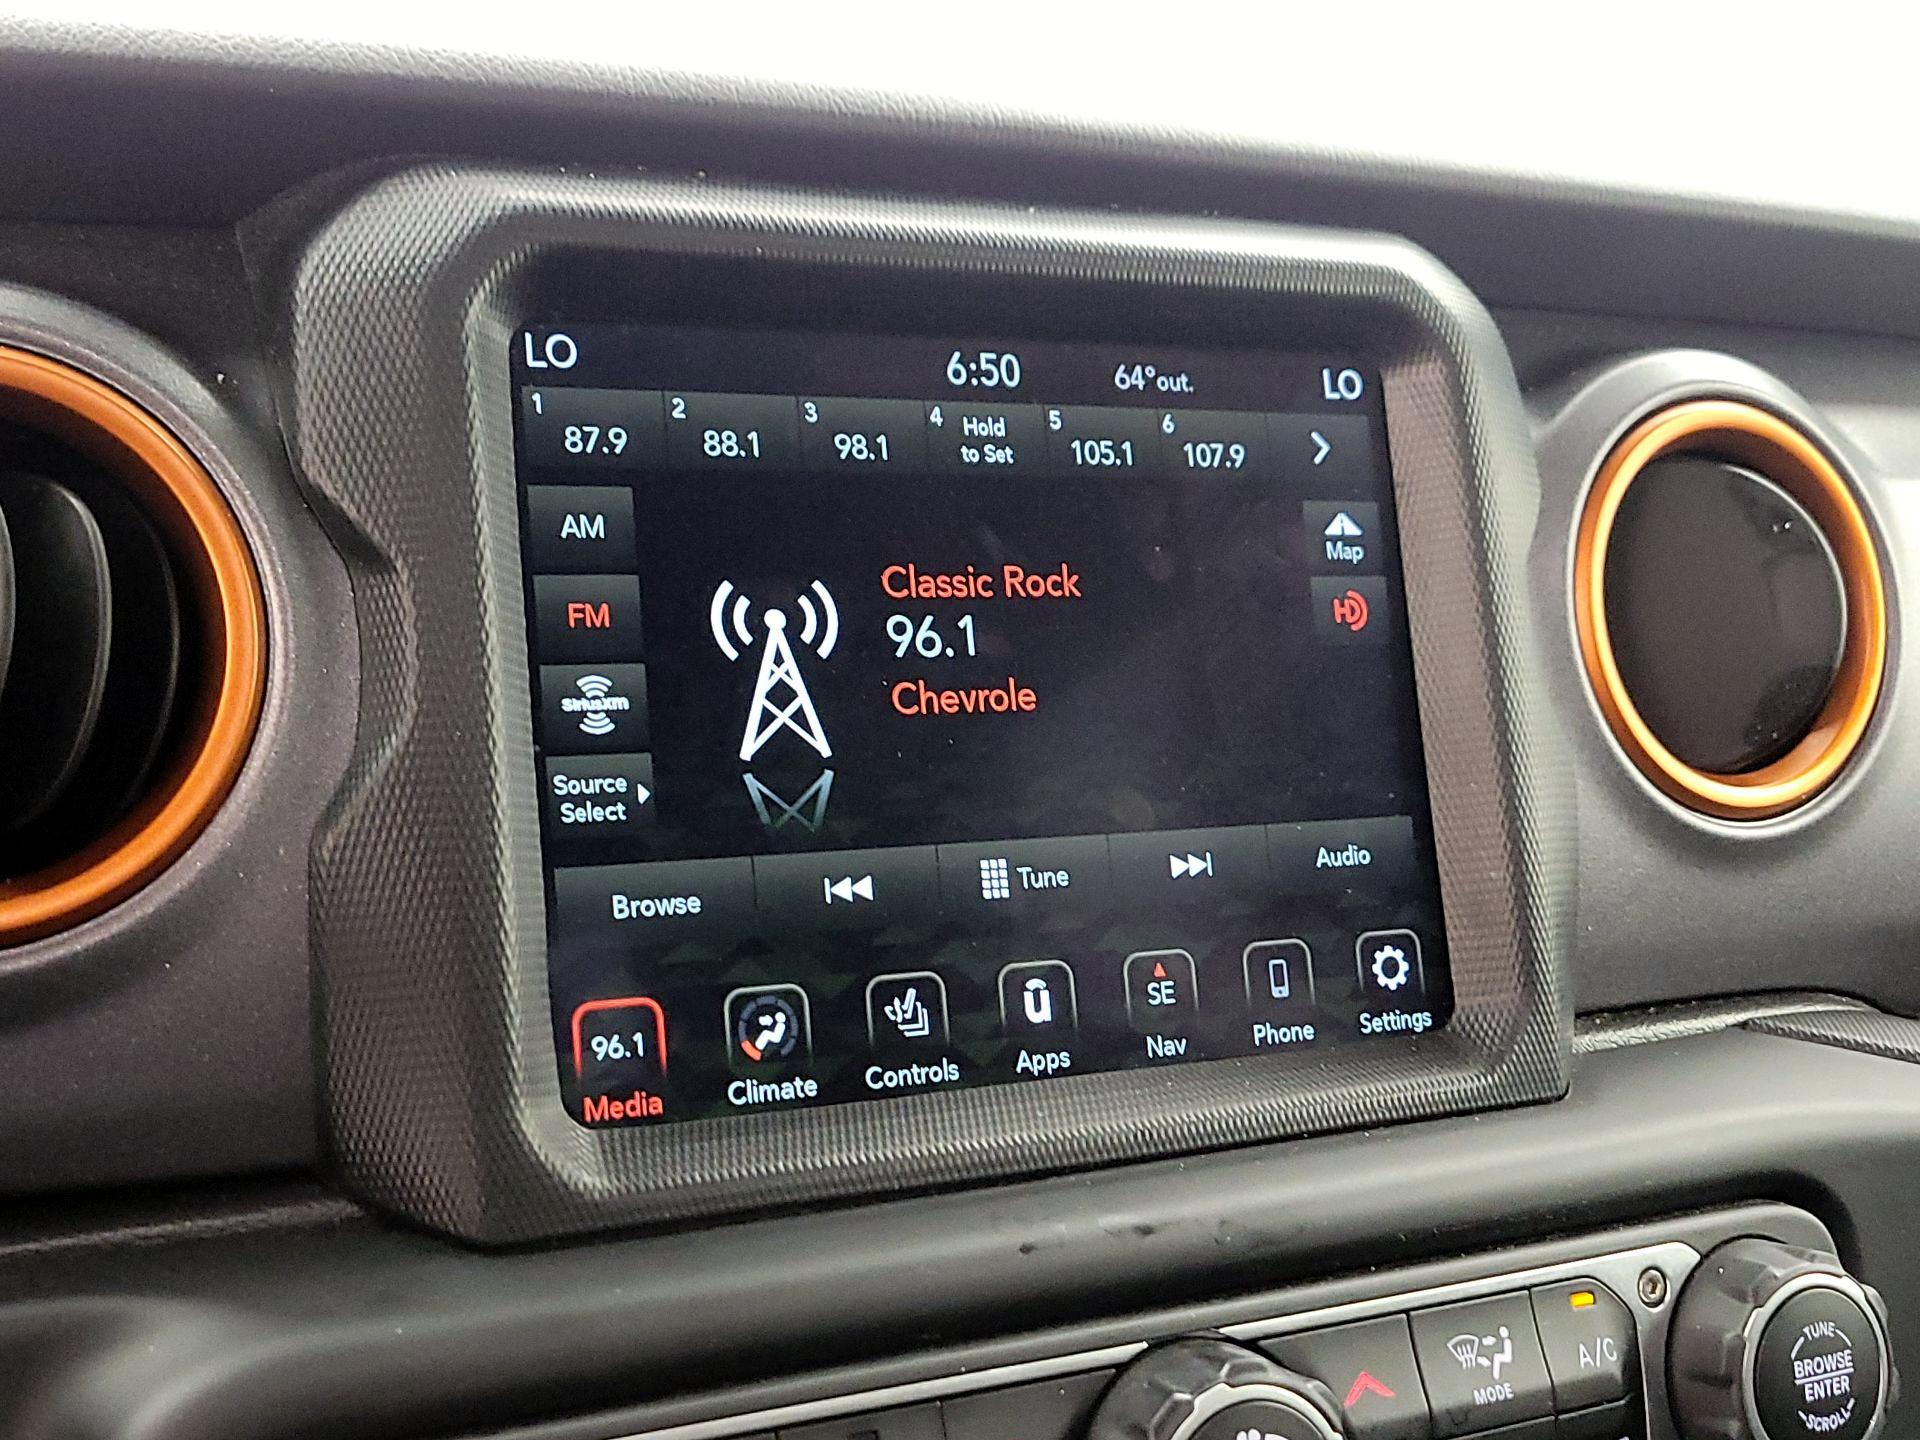 LO
6:50
64° out.
LO
1
87.9
2
88.1
3
98.1
4
Hold
to Set
5
105.1
6
107.9
AM
FM
SiriusXm
Source
Select
Classic Rock
96.1
Chevrole
Map
HD
Browse
Tune
Audio
96.1
Media
Climate
Controls
u
Apps
SE
Nav
Phone
Settings
MODE
A/C
TUNE
BROWSE
ENTER
SCROLL